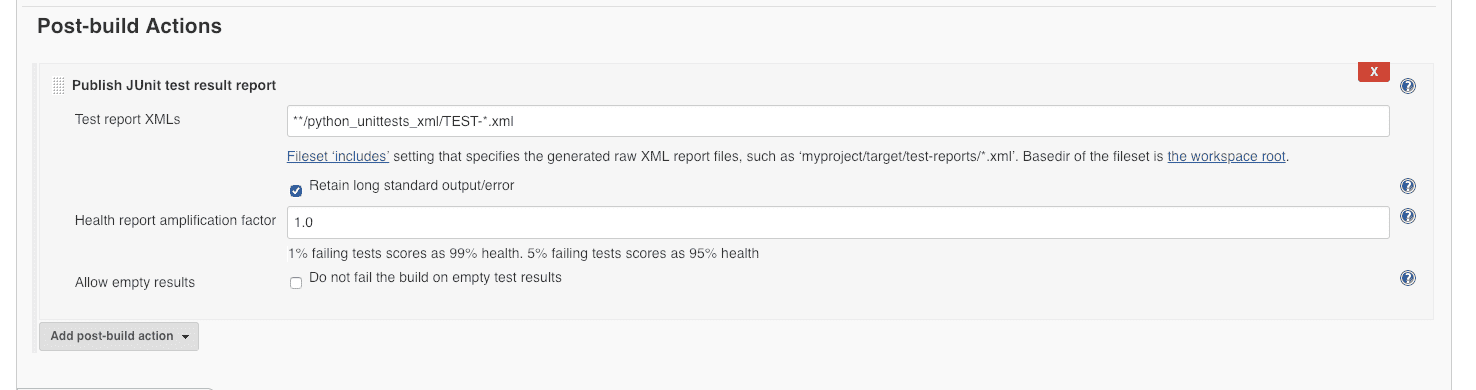 Post-build Actions
X
Publish JUnit test result report
Test report XMLs
**/python_unittests_xml/TEST-*.xml
Fileset ‘includes’ setting that specifies the generated raw XML report files, such as ‘myproject/target/test-reports/*.xml’. Basedir of the fileset is the workspace root.
Retain long standard output/error
Health report amplification factor
1.0
1% failing tests scores as 99% health. 5% failing tests scores as 95% health
Allow empty results
Do not fail the build on empty test results
Add post-build action